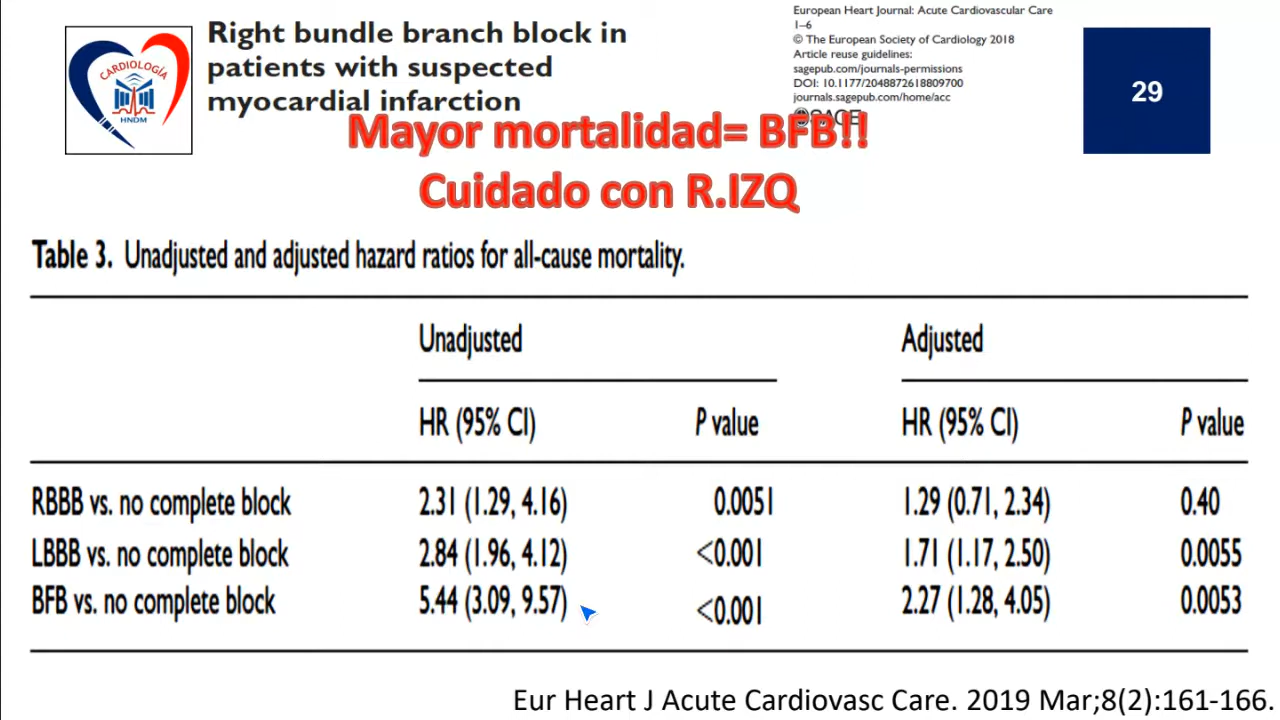 CARDIOLOGÍA
HNDM
Right bundle branch block in
patients with suspected
myocardial infarction
European Heart Journal: Acute Cardiovascular Care
1–6
© The European Society of Cardiology 2018
Article reuse guidelines:
sagepub.com/journals-permissions
DOI: 10.1177/2048872618809700
journals.sagepub.com/home/acc
SAGE
29
Mayor mortalidad= BFB!!
Cuidado con R.IZQ
Table 3. Unadjusted and adjusted hazard ratios for all-cause mortality.
Unadjusted Adjusted
HR (95% CI) P value HR (95% CI) P value
RBBB vs. no complete block 2.31 (1.29, 4.16) 0.0051 1.29 (0.71, 2.34) 0.40
LBBB vs. no complete block 2.84 (1.96, 4.12) <0.001 1.71 (1.17, 2.50) 0.0055
BFB vs. no complete block 5.44 (3.09, 9.57) <0.001 2.27 (1.28, 4.05) 0.0053
Eur Heart J Acute Cardiovasc Care. 2019 Mar;8(2):161-166.